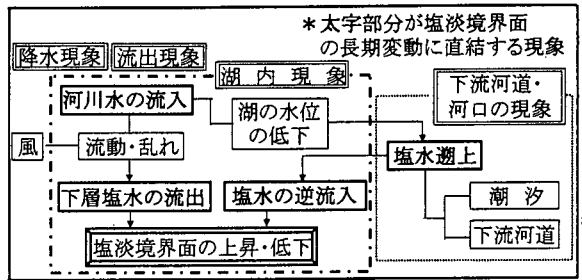 ＊太字部分が塩淡境界面
の長期変動に直結する現象
降水現象
流出現象
湖内現象
下流河道・
河口の現象
河川水の流入
湖の水位
の低下
風
流動・乱れ
塩水遡上
下層塩水の流出
塩水の逆流入
潮汐
下流河道
塩淡境界面の上昇・低下